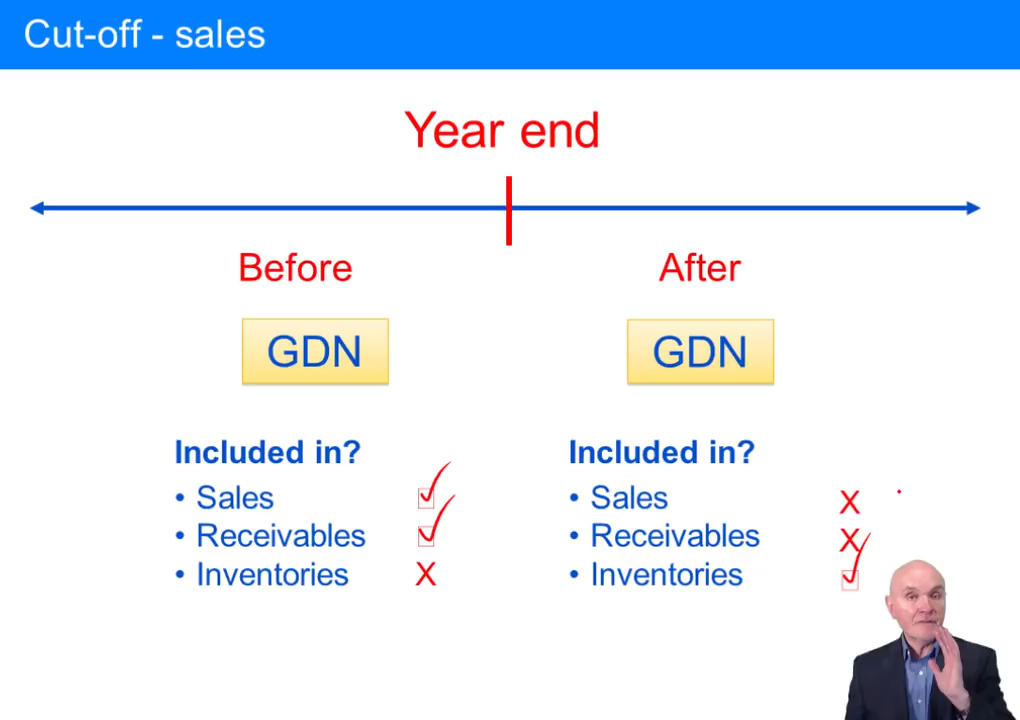 Cut-off - sales
Year end
Before
After
GDN
GDN
Included in?
• Sales
• Receivables
• Inventories X
Included in?
• Sales X
• Receivables X
• Inventories